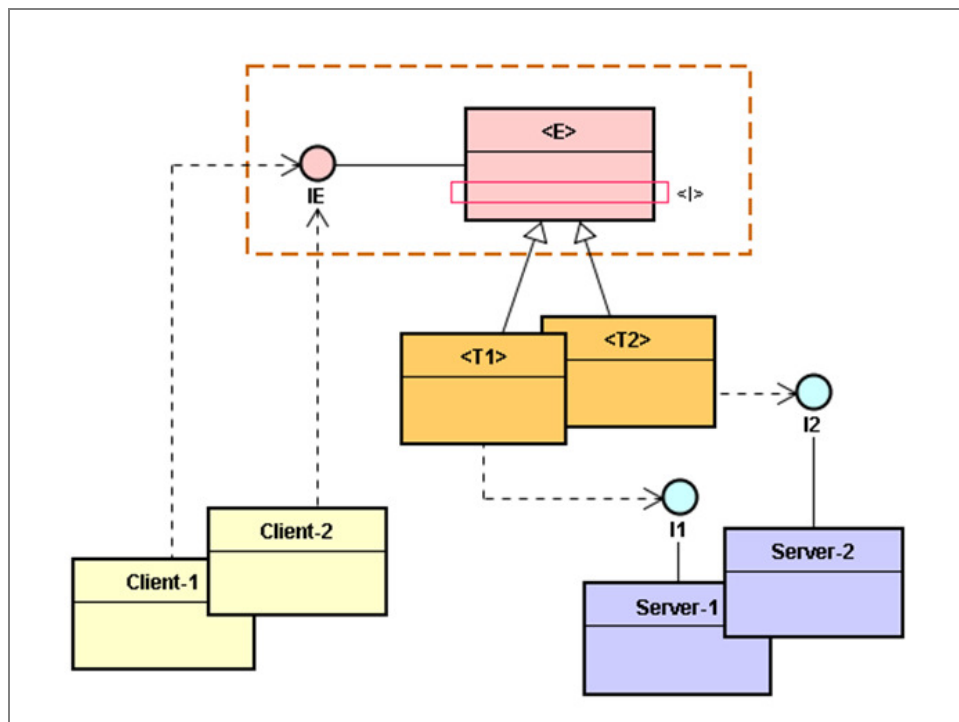 <E>
IE
<|>
<T2>
<T1>
I2
I1
Client-2
Client-1
Server-2
Server-1